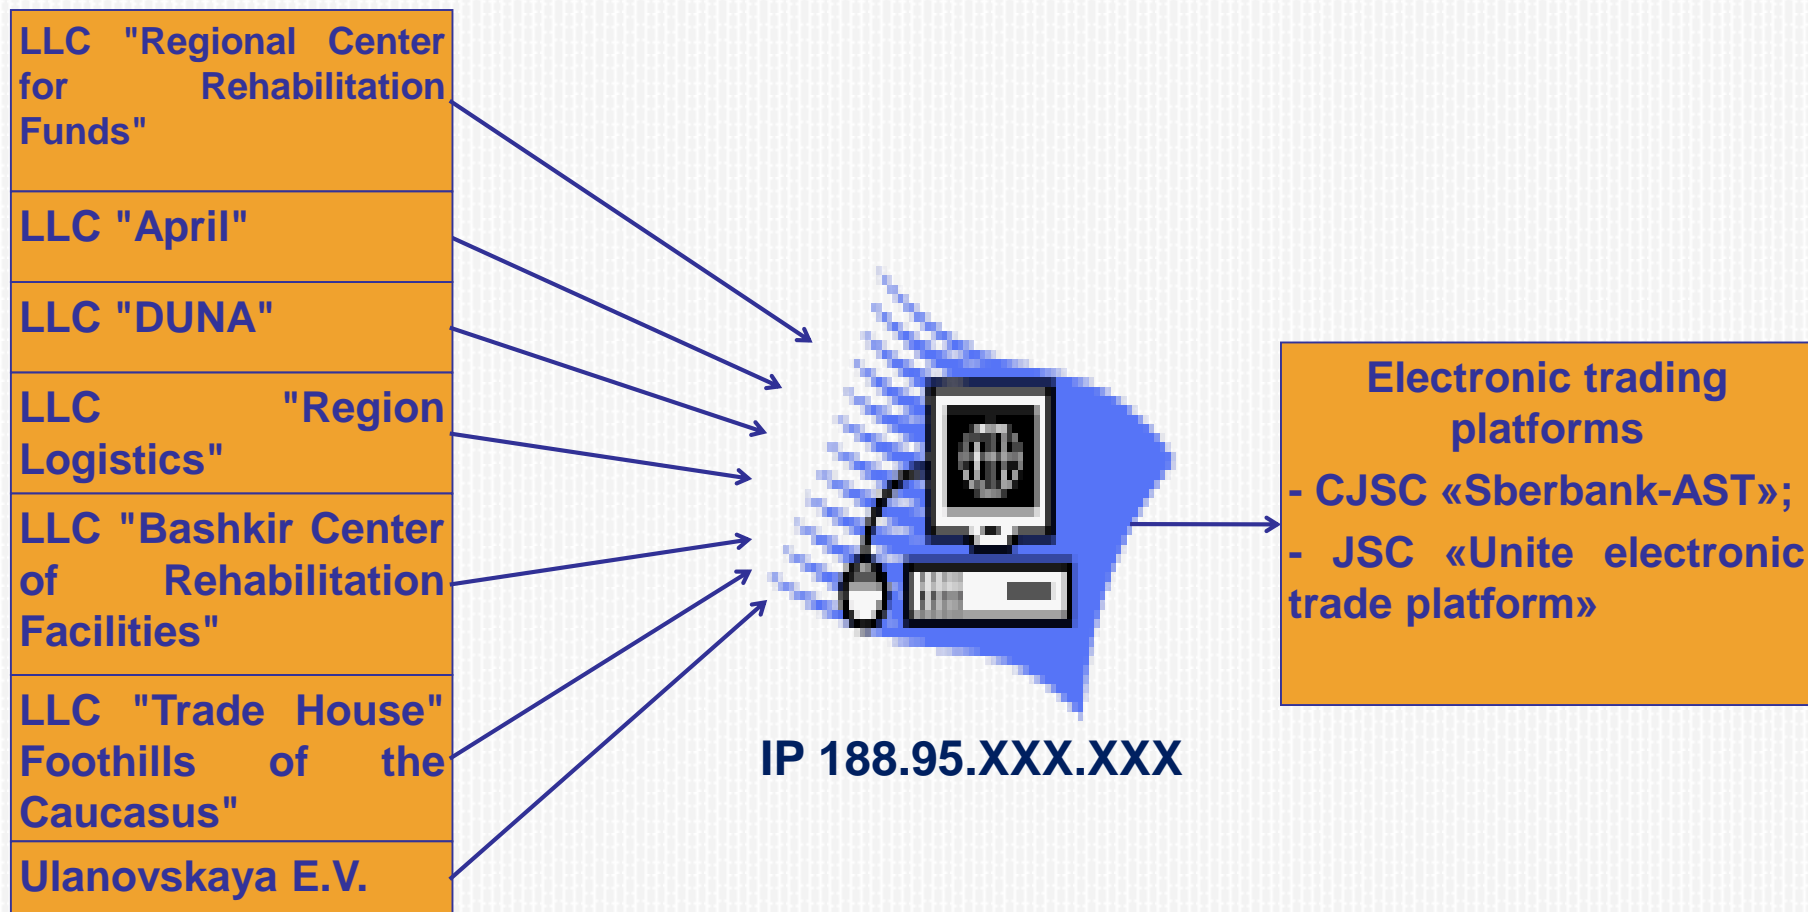 LLC "Regional Center
for Rehabilitation
Funds"
LLC "April"
LLC "DUNA"
LLC "Region
Logistics"
LLC "Bashkir Center
of Rehabilitation
Facilities"
LLC "Trade House"
Foothills of the
Caucasus"
Ulanovskaya E.V.
IP 188.95.XXX.XXX
Electronic trading
platforms
- CJSC «Sberbank-AST»;
- JSC «Unite electronic
trade platform»